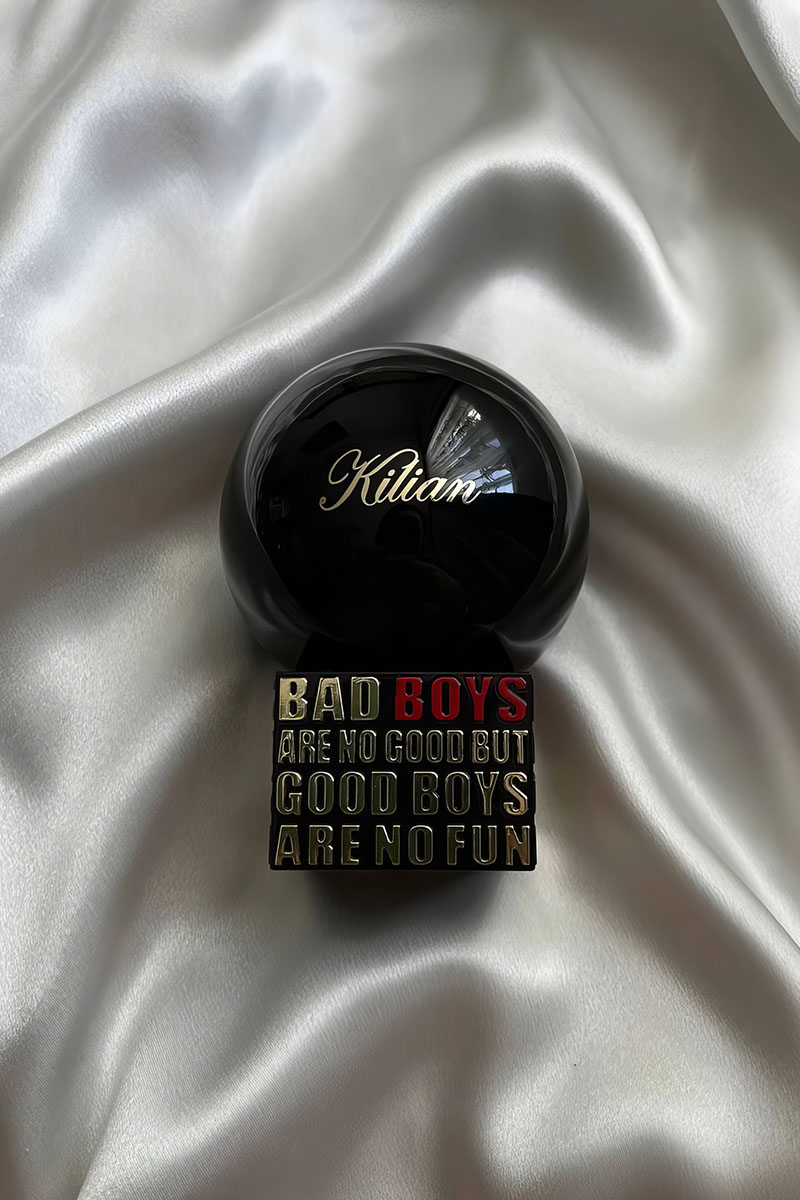 Kilian
BAD BOYS
ARE NO GOOD BUT
GOOD BOYS
ARE NO FUN